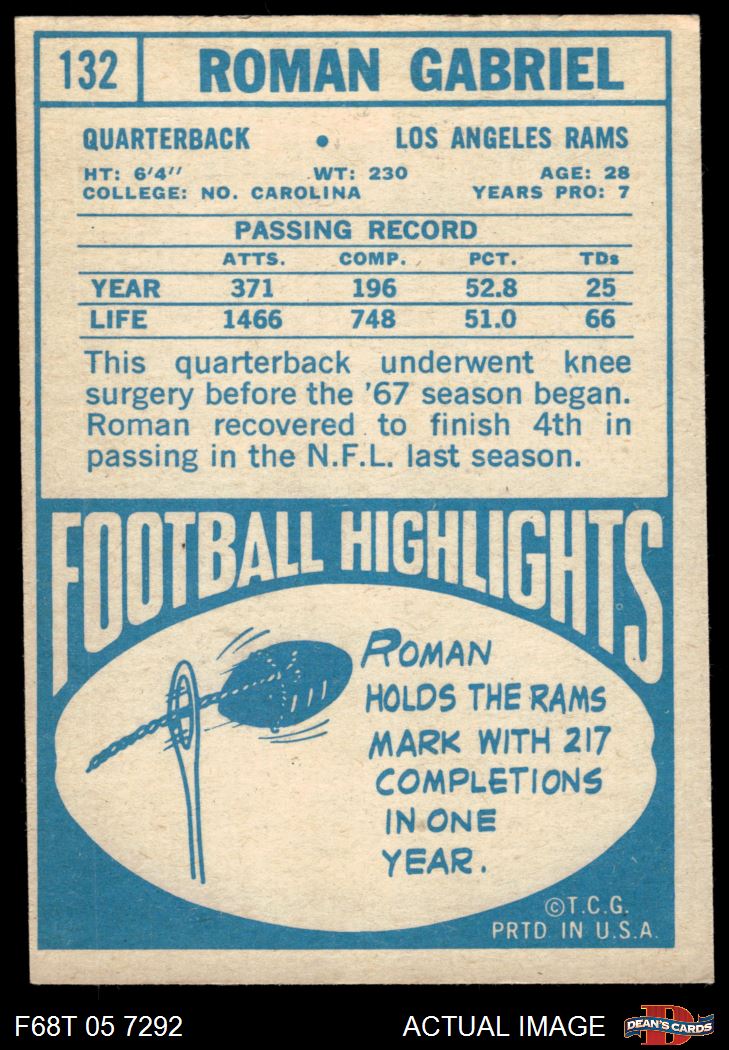 132 ROMAN GABRIEL
QUARTERBACK • LOS ANGELES RAMS
HT: 6'4" WT: 230 AGE: 28
COLLEGE: NO. CAROLINA YEARS PRO: 7
PASSING RECORD
ATTS. COMP. PCT. TDs
YEAR 371 196 52.8 25
LIFE 1466 748 51.0 66
This quarterback underwent knee
surgery before the '67 season began.
Roman recovered to finish 4th in
passing in the N.F.L. last season.
FOOTBALL HIGHLIGHTS
ROMAN
HOLDS THE RAMS
MARK WITH 217
COMPLETIONS
IN ONE
YEAR.
©T.C.G.
PRTD IN U.S.A.
F68T 05 7292 ACTUAL IMAGE DEAN'S CARDS